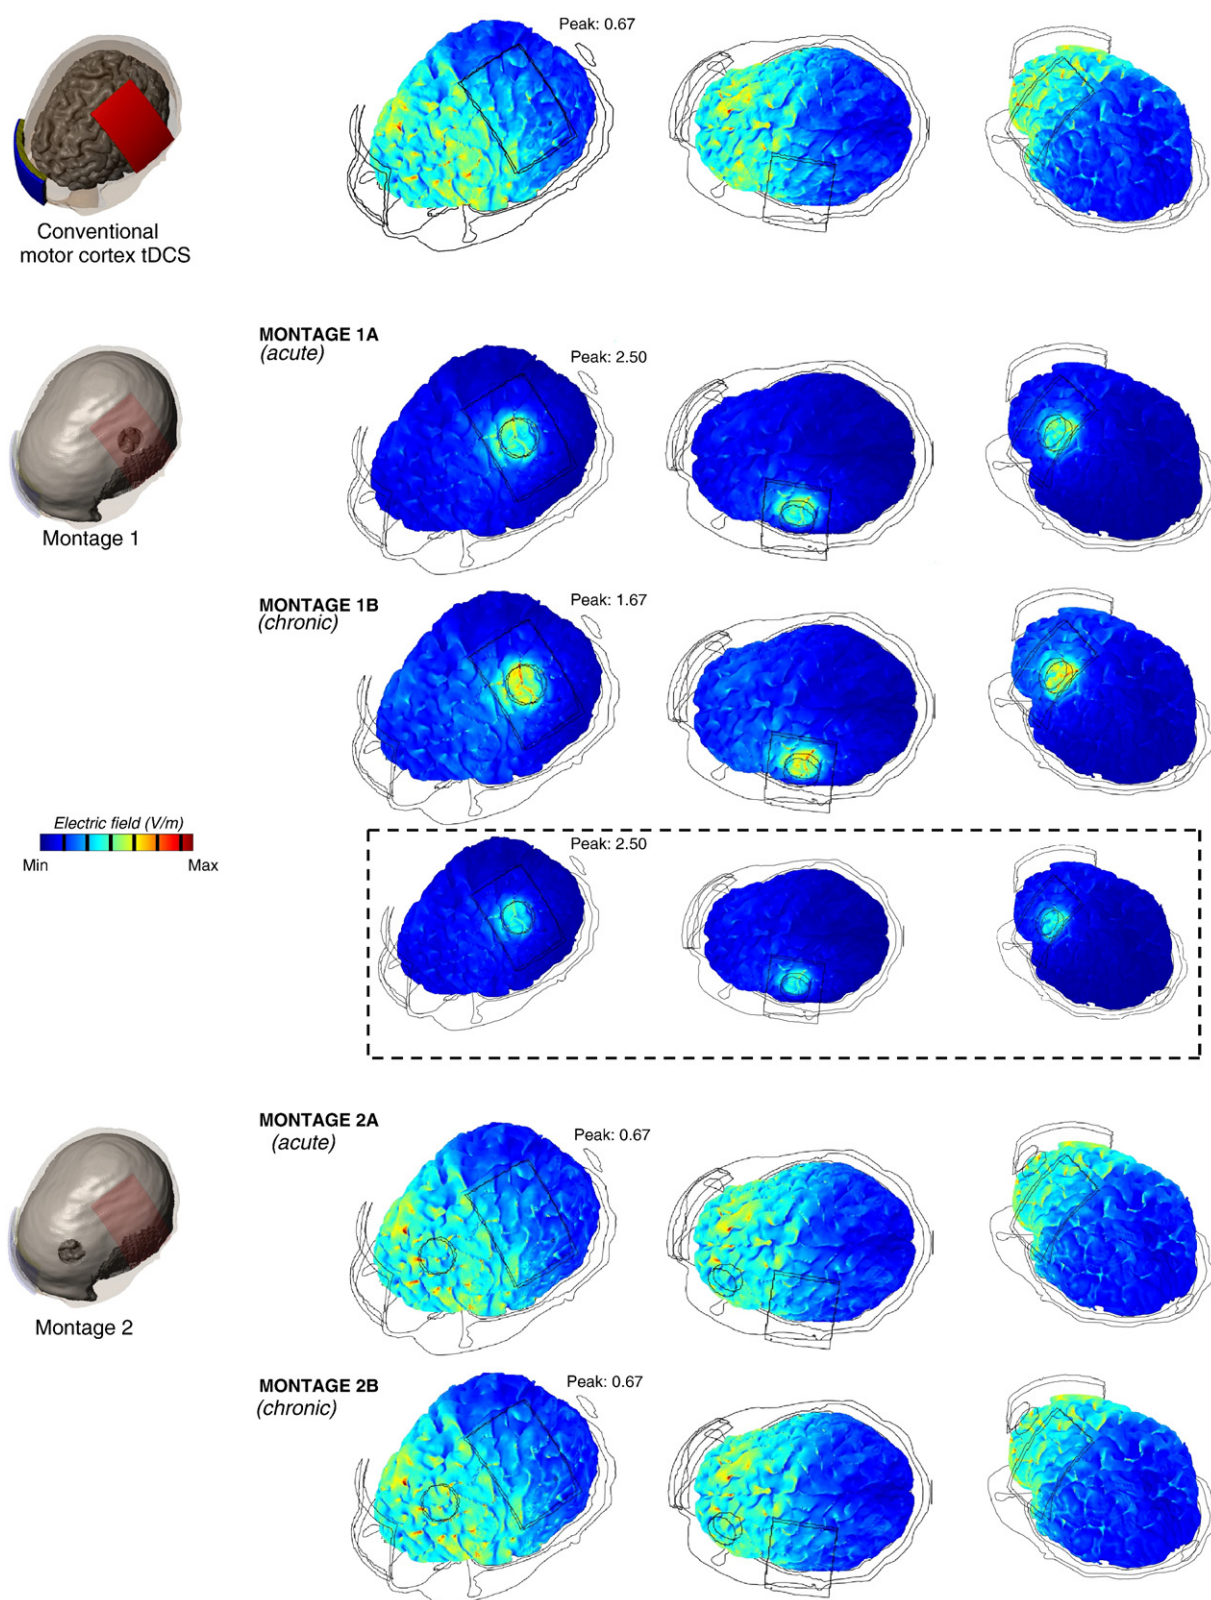 Peak: 0.67
Conventional
motor cortex tDCS
MONTAGE 1A
(acute)
Peak: 2.50
Montage 1
MONTAGE 1B
(chronic)
Peak: 1.67
Electric field (V/m)
Min Max
Peak: 2.50
MONTAGE 2A
(acute)
Peak: 0.67
Montage 2
MONTAGE 2B
(chronic)
Peak: 0.67